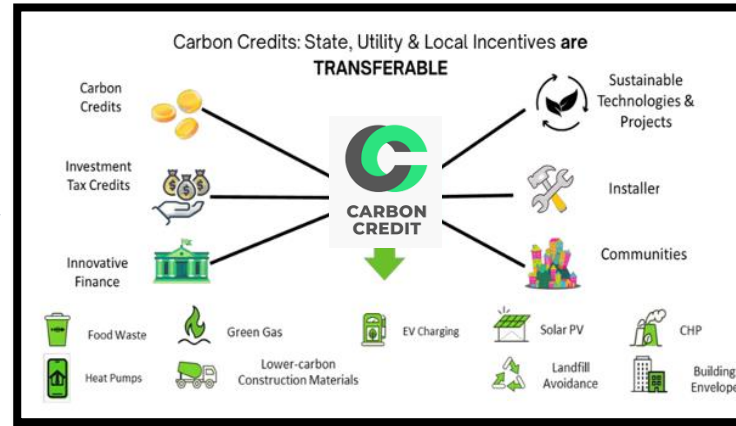 Carbon Credits: State, Utility & Local Incentives are
TRANSFERABLE
Carbon
Credits
Sustainable
Technologies &
Projects
Investment
Tax Credits
CARBON
CREDIT
Installer
Innovative
Finance
Communities
Food Waste
Green Gas
EV Charging
Solar PV
CHP
Heat Pumps
Lower-carbon
Construction Materials
Landfill
Avoidance
Building
Envelope